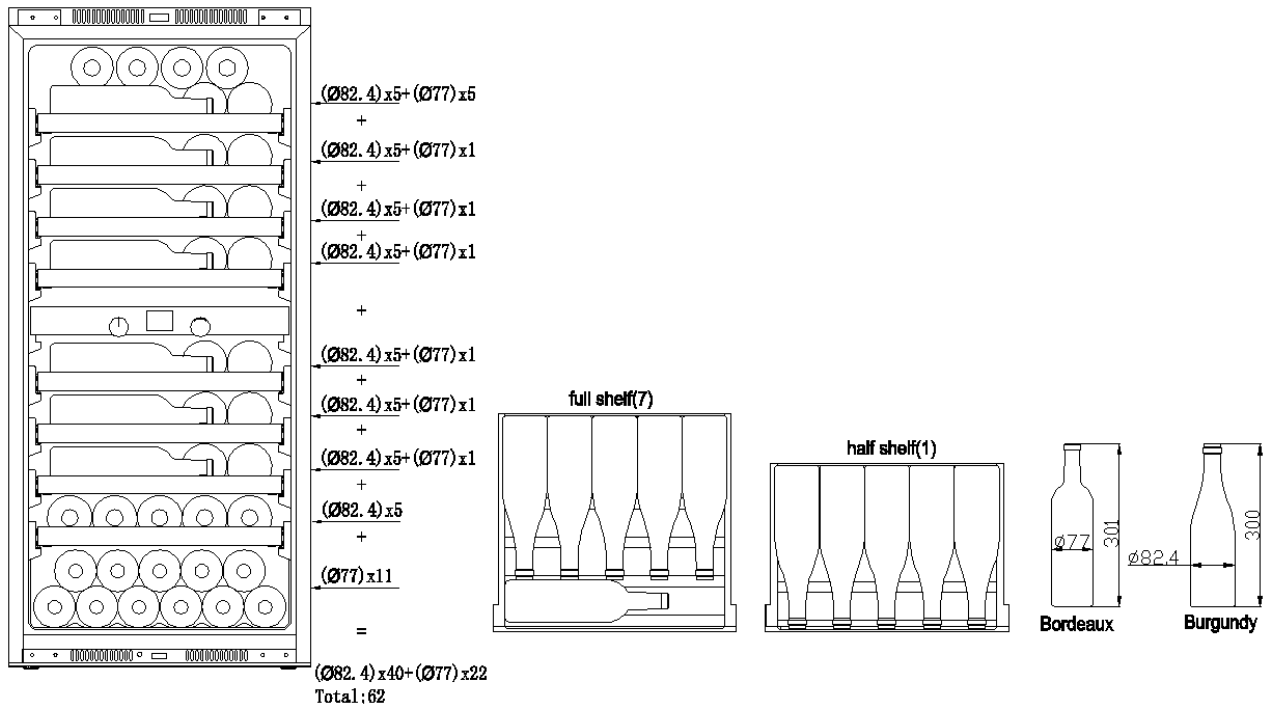 (Ø82.4)x5+(Ø77)x5
+
(Ø82.4)x5+(Ø77)x1
+
(Ø82.4)x5+(Ø77)x1
+
(Ø82.4)x5+(Ø77)x1
+
(Ø82.4)x5+(Ø77)x1
+
(Ø82.4)x5+(Ø77)x1
+
(Ø82.4)x5+(Ø77)x1
+
(Ø82.4)x5
+
(Ø77)x11
=
(Ø82.4)x40+(Ø77)x22
Total:62
full shelf(7)
half shelf(1)
Ø77
301
Bordeaux
Ø82.4
300
Burgundy